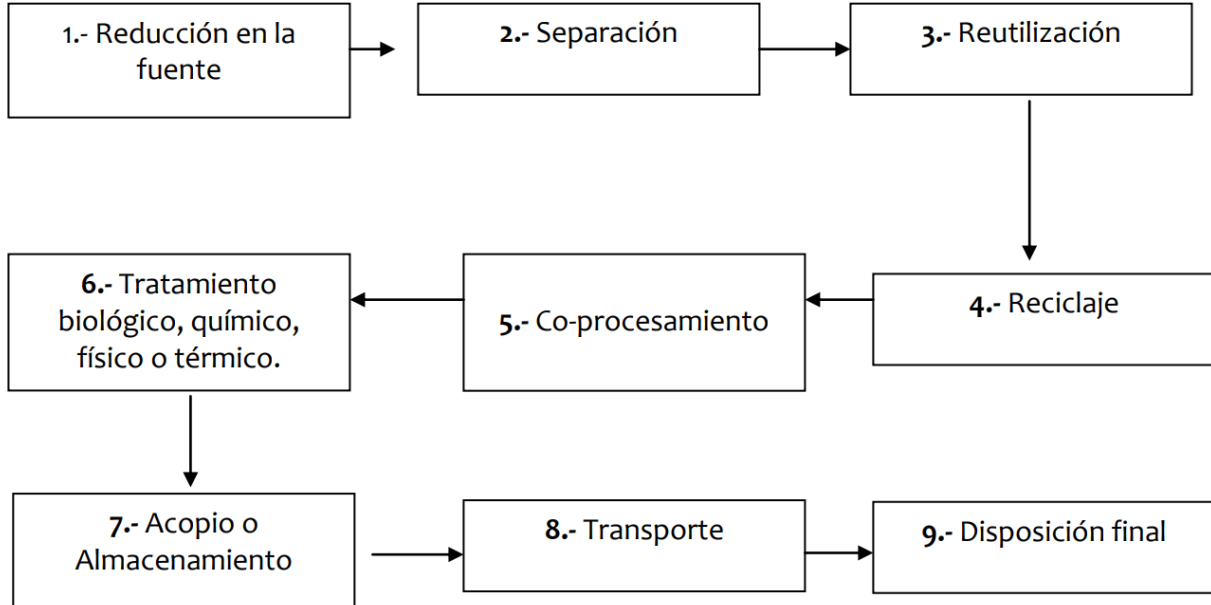 1.- Reducción en la
fuente
2.- Separación
3.- Reutilización
4.- Reciclaje
5.- Co-procesamiento
6.- Tratamiento
biológico, químico,
físico o térmico.
7.- Acopio o
Almacenamiento
8.- Transporte
9.- Disposición final